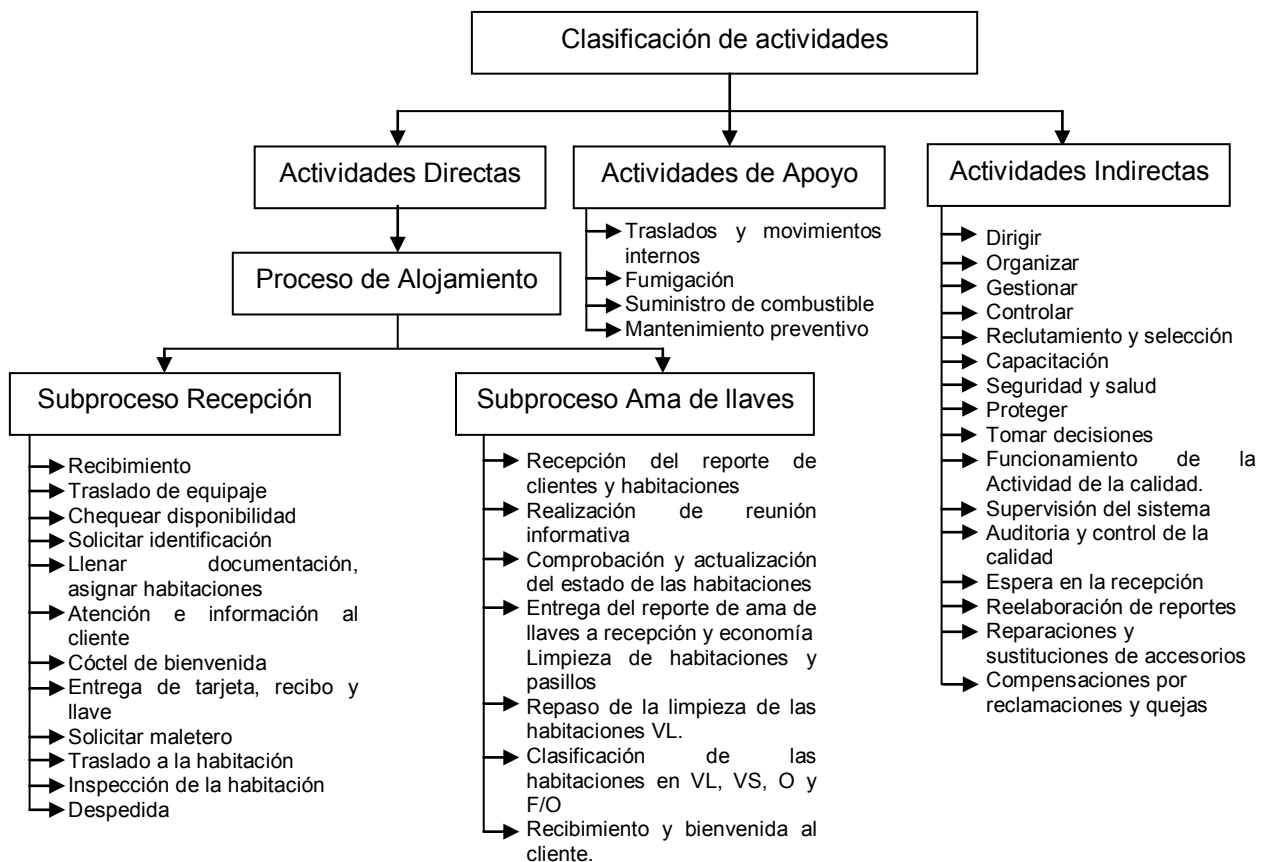 Clasificación de actividades
Actividades Directas
Actividades de Apoyo
Actividades Indirectas
Traslados y movimientos
internos
Fumigación
Suministro de combustible
Mantenimiento preventivo
Proceso de Alojamiento
Dirigir
Organizar
Gestionar
Controlar
Reclutamiento y selección
Capacitación
Seguridad y salud
Proteger
Tomar decisiones
Funcionamiento de la
Actividad de la calidad.
Supervisión del sistema
Auditoria y control de la
calidad
Espera en la recepción
Reelaboración de reportes
Reparaciones y
sustituciones de accesorios
Compensaciones por
reclamaciones y quejas
Subproceso Recepción
Recibimiento
Traslado de equipaje
Chequear disponibilidad
Solicitar identificación
Llenar documentación,
asignar habitaciones
Atención e información al
cliente
Cóctel de bienvenida
Entrega de tarjeta, recibo y
llave
Solicitar maletero
Traslado a la habitación
Inspección de la habitación
Despedida
Subproceso Ama de llaves
Recepción del reporte de
clientes y habitaciones
Realización de reunión
informativa
Comprobación y actualización
del estado de las habitaciones
Entrega del reporte de ama de
llaves a recepción y economía
Limpieza de habitaciones y
pasillos
Repaso de la limpieza de las
habitaciones VL.
Clasificación de las
habitaciones en VL, VS, O y
F/O
Recibimiento y bienvenida al
cliente.